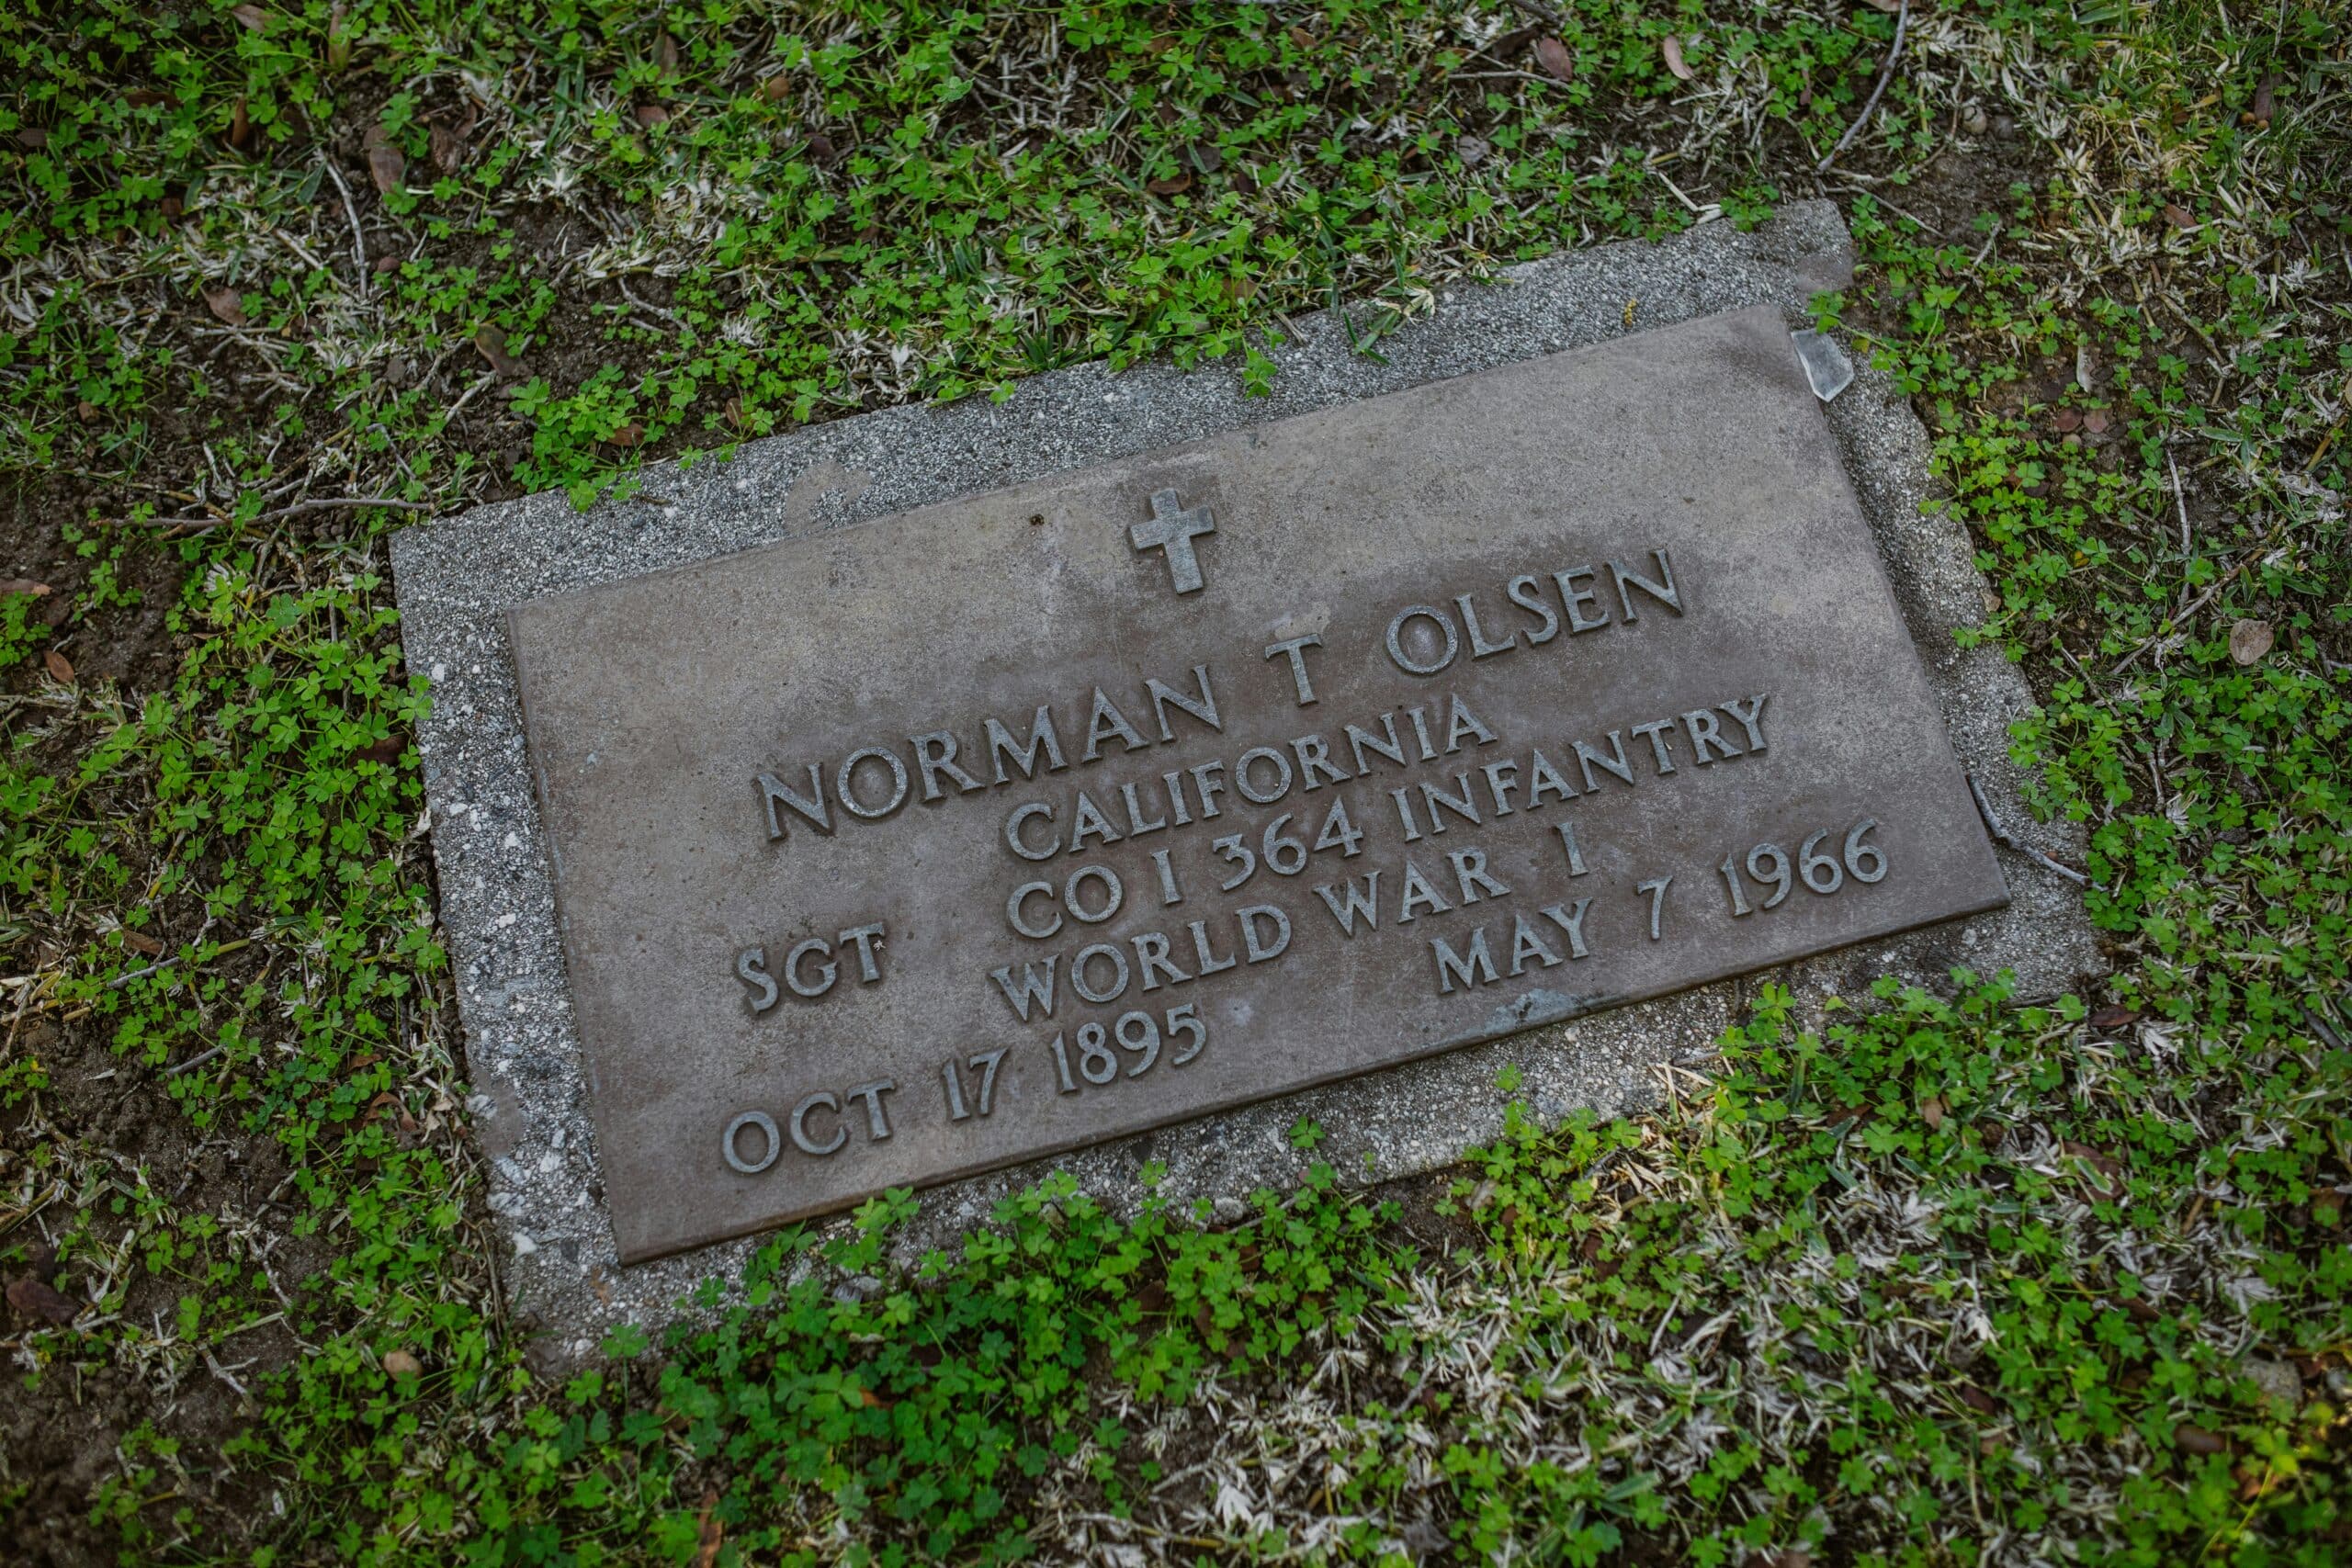 NORMAN T OLSEN
CALIFORNIA
SGT CO I 364 INFANTRY
WORLD WAR I
OCT 17 1895 MAY 7 1966